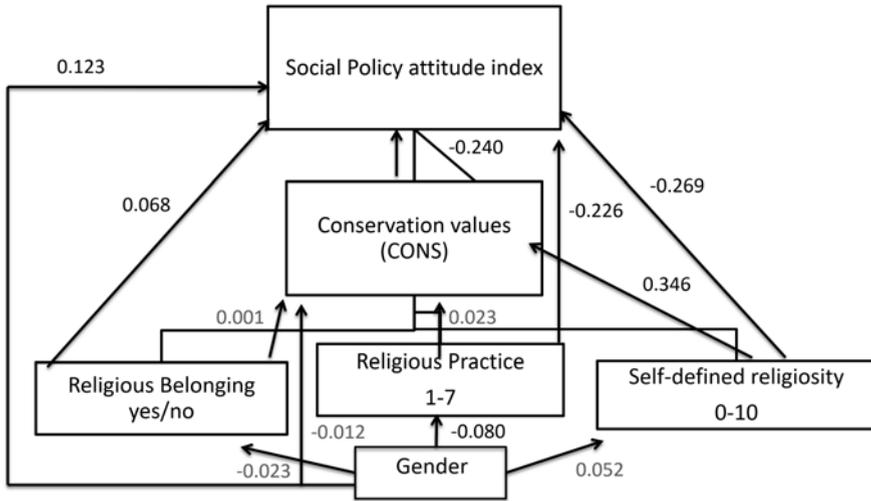 Social Policy attitude index
0.123
-0.240
-0.269
0.068
-0.226
Conservation values
(CONS)
0.346
0.001
0.023
Religious Belonging
yes/no
Religious Practice
1-7
Self-defined religiosity
0-10
-0.012
-0.080
-0.023
Gender
0.052